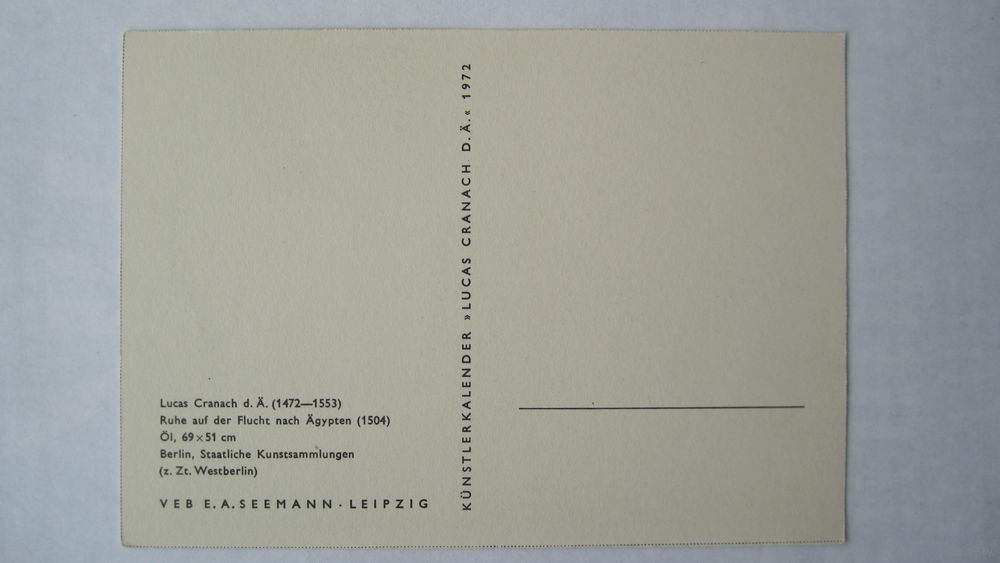 Lucas Cranach d. Ä. (1472—1553)
Ruhe auf der Flucht nach Ägypten (1504)
Öl, 69×51 cm
Berlin, Staatliche Kunstsammlungen
(z. Zt. Westberlin)
VEB E. A. SEEMANN · LEIPZIG
KÜNSTLERKALENDER »LUCAS CRANACH D. Ä.« 1972